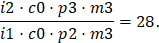 i2 · c0 · p3 · m3
i1 · c0 · p2 · m3 = 28.